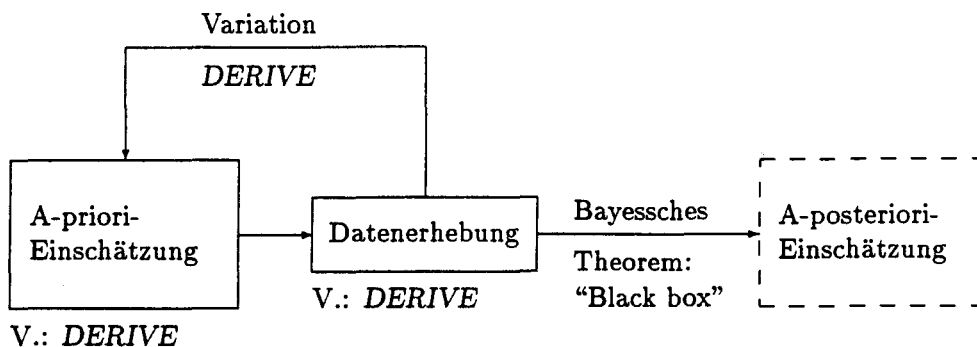 Variation
DERIVE
A-priori-
Einschätzung
V.: DERIVE
Datenerhebung
V.: DERIVE
Bayessches
Theorem:
“Black box”
A-posteriori-
Einschätzung